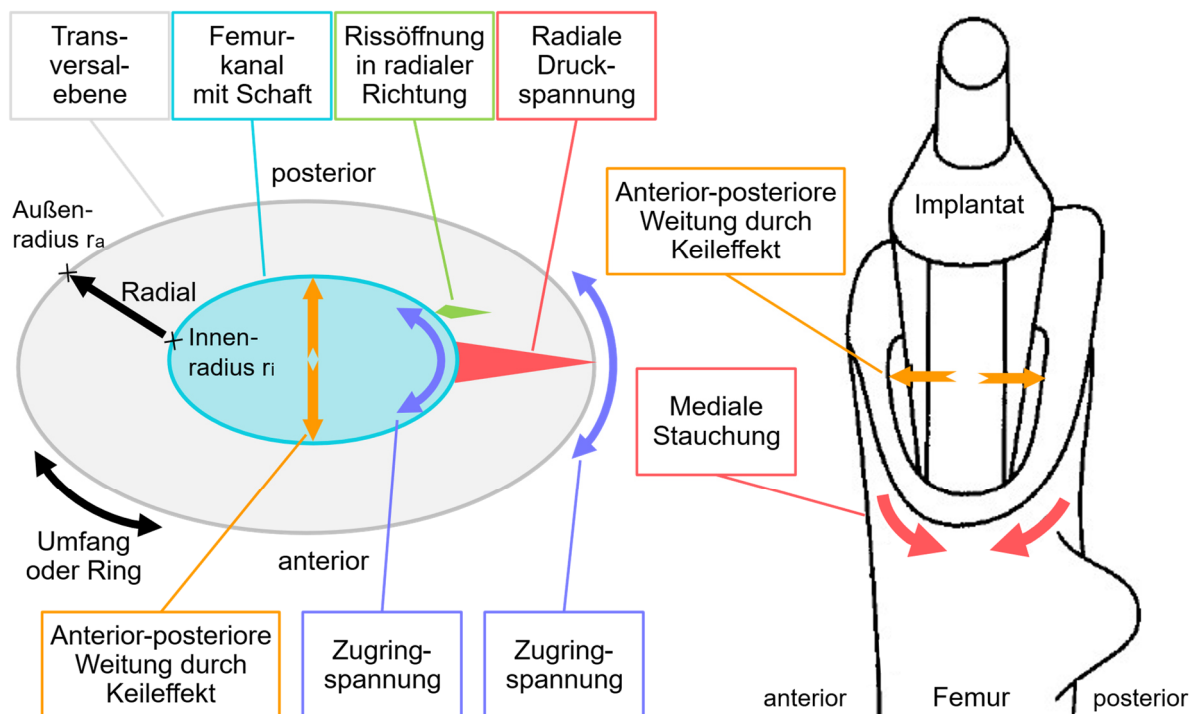 Trans-
versal-
ebene
Femur-
kanal
mit Schaft
Rissöffnung
in radialer
Richtung
Radiale
Druck-
spannung
posterior
Außen-
radius ra
Radial
Innen-
radius ri
Umfang
oder Ring
anterior
Anterior-posteriore
Weitung durch
Keileffekt
Zugring-
spannung
Zugring-
spannung
Anterior-posteriore
Weitung durch
Keileffekt
Implantat
Mediale
Stauchung
anterior
Femur
posterior